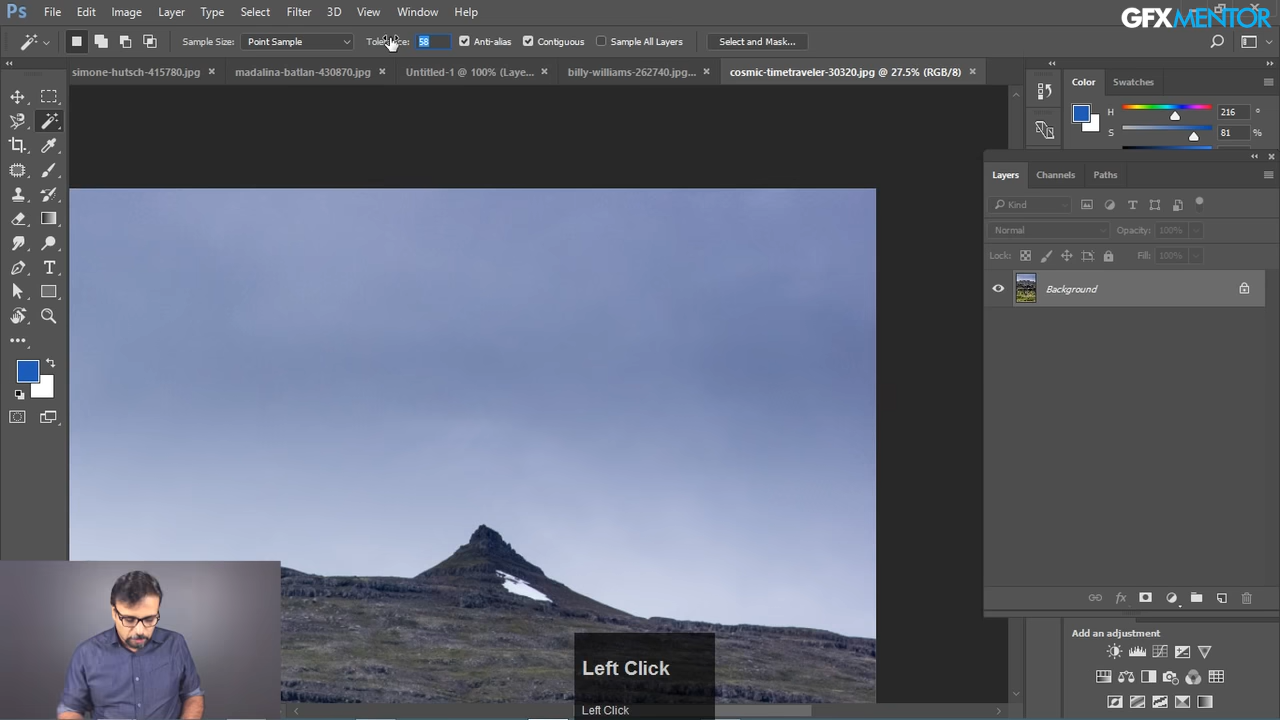 Ps File Edit Image Layer Type Select Filter 3D View Window Help
GFXMENTOR
Sample Size: Point Sample Tolerance: 58 Anti-alias Contiguous Sample All Layers Select and Mask...
simone-hutsch-415780.jpg × madalina-batlan-430870.jpg × Untitled-1 @ 100% (Laye... × billy-williams-262740.jpg... × cosmic-timetraveler-30320.jpg @ 27.5% (RGB/8) ×
Color Swatches
H 216 °
S 81 %
Layers Channels Paths
Kind
Normal Opacity: 100%
Lock: Fill: 100%
Background
fx
Add an adjustment
Left Click
Left Click